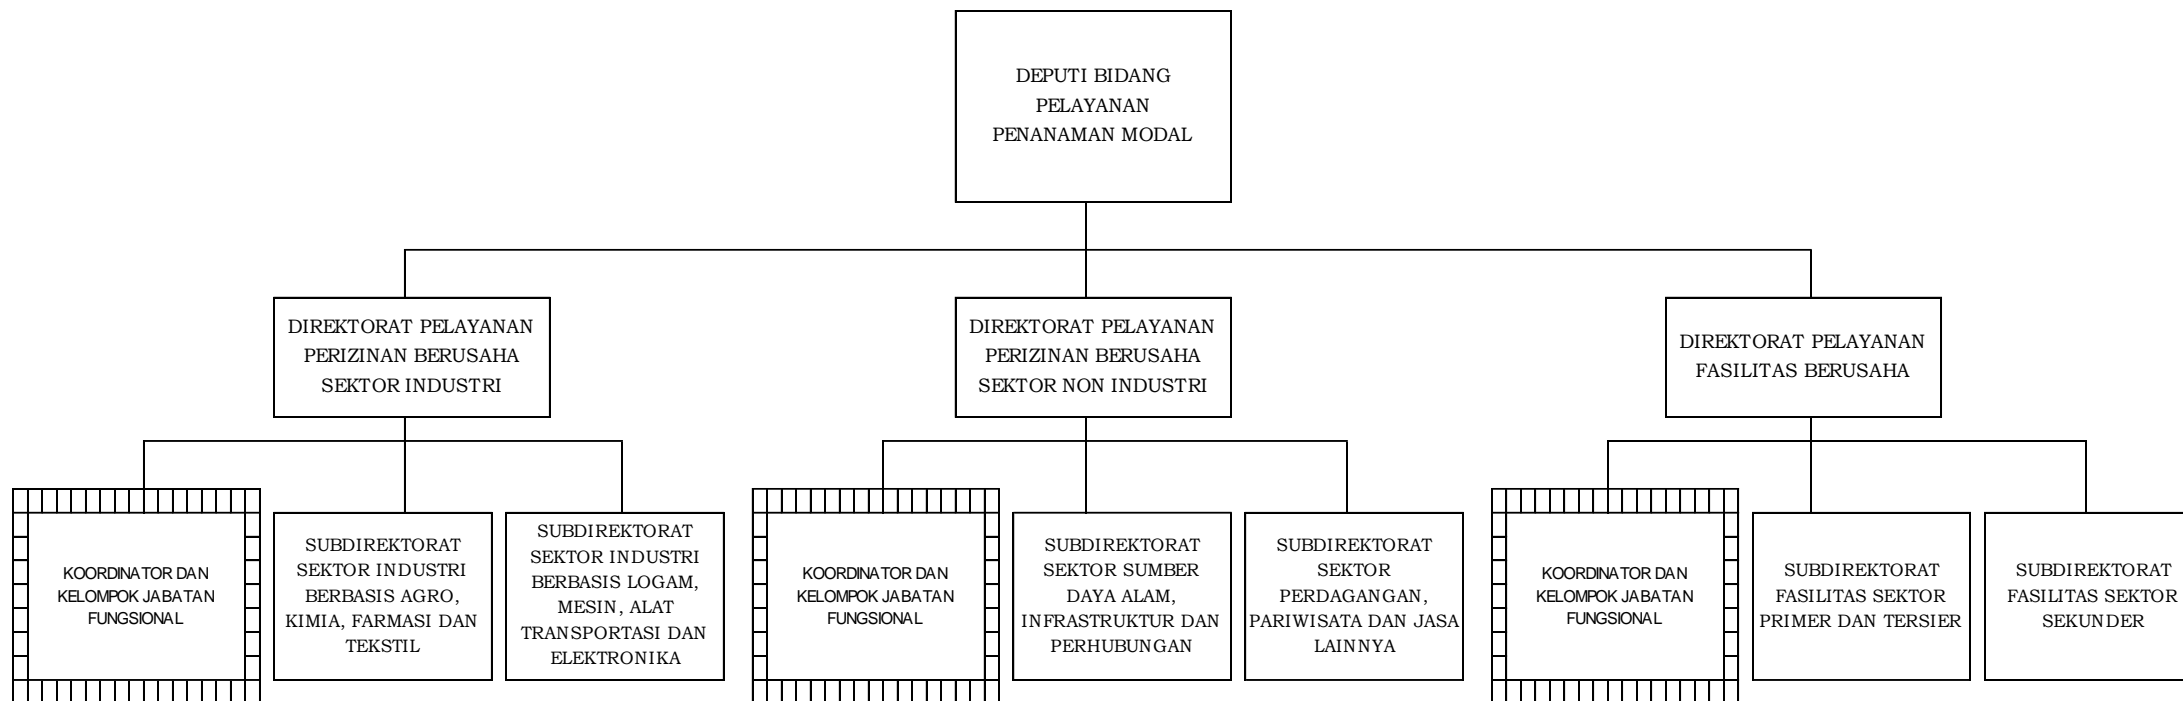 DEPUTI BIDANG
PELAYANAN
PENANAMAN MODAL
DIREKTORAT PELAYANAN
PERIZINAN BERUSAHA
SEKTOR INDUSTRI
DIREKTORAT PELAYANAN
PERIZINAN BERUSAHA
SEKTOR NON INDUSTRI
DIREKTORAT PELAYANAN
FASILITAS BERUSAHA
KOORDINATOR DAN
KELOMPOK JABATAN
FUNGSIONAL
SUBDIREKTORAT
SEKTOR INDUSTRI
BERBASIS AGRO,
KIMIA, FARMASI DAN
TEKSTIL
SUBDIREKTORAT
SEKTOR INDUSTRI
BERBASIS LOGAM,
MESIN, ALAT
TRANSPORTASI DAN
ELEKTRONIKA
KOORDINATOR DAN
KELOMPOK JABATAN
FUNGSIONAL
SUBDIREKTORAT
SEKTOR SUMBER
DAYA ALAM,
INFRASTRUKTUR DAN
PERHUBUNGAN
SUBDIREKTORAT
SEKTOR
PERDAGANGAN,
PARIWISATA DAN JASA
LAINNYA
KOORDINATOR DAN
KELOMPOK JABATAN
FUNGSIONAL
SUBDIREKTORAT
FASILITAS SEKTOR
PRIMER DAN TERSIER
SUBDIREKTORAT
FASILITAS SEKTOR
SEKUNDER